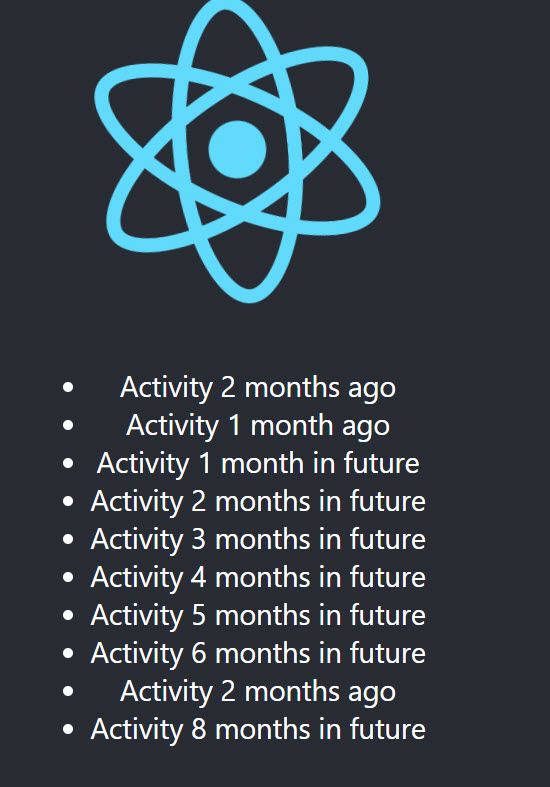 Activity 2 months ago
Activity 1 month ago
Activity 1 month in future
Activity 2 months in future
Activity 3 months in future
Activity 4 months in future
Activity 5 months in future
Activity 6 months in future
Activity 2 months ago
Activity 8 months in future